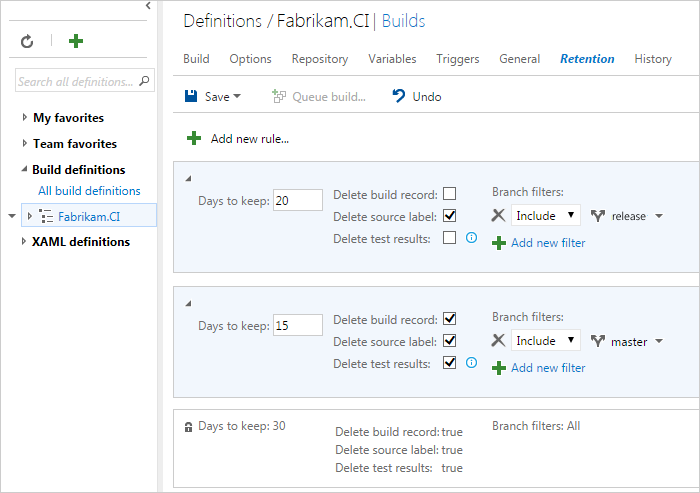 Definitions / Fabrikam.CI | Builds
Build Options Repository Variables Triggers General Retention History
Save Queue build... Undo
Add new rule...
Search all definitions...
My favorites
Team favorites
Build definitions
All build definitions
Fabrikam.CI
XAML definitions
Days to keep: 20
Delete build record:
Delete source label:
Delete test results:
Branch filters:
Include release
Add new filter
Days to keep: 15
Delete build record:
Delete source label:
Delete test results:
Branch filters:
Include master
Add new filter
Days to keep: 30
Delete build record: true
Delete source label: true
Delete test results: true
Branch filters: All